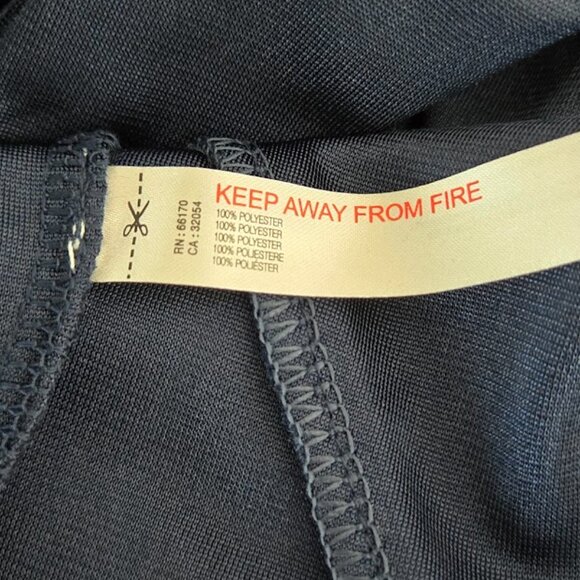 RN : 66170
CA : 32054
KEEP AWAY FROM FIRE
100% POLYESTER
100% POLYESTER
100% POLYESTER
100% POLIESTERE
100% POLIÉSTER